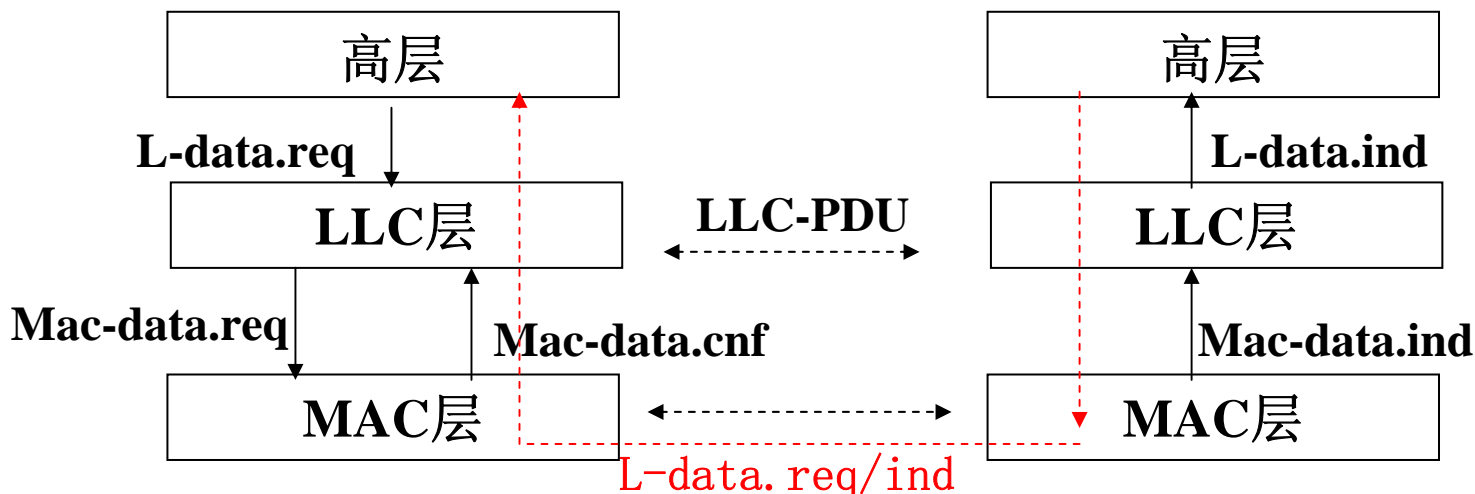 高层 高层
L-data.req L-data.ind
LLC层 LLC-PDU LLC层
Mac-data.req Mac-data.cnf Mac-data.ind
MAC层 MAC层
L-data.req/ind